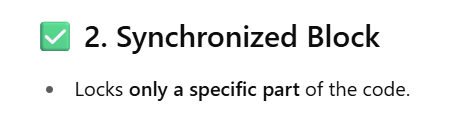 ✅ 2. Synchronized Block
• Locks only a specific part of the code.